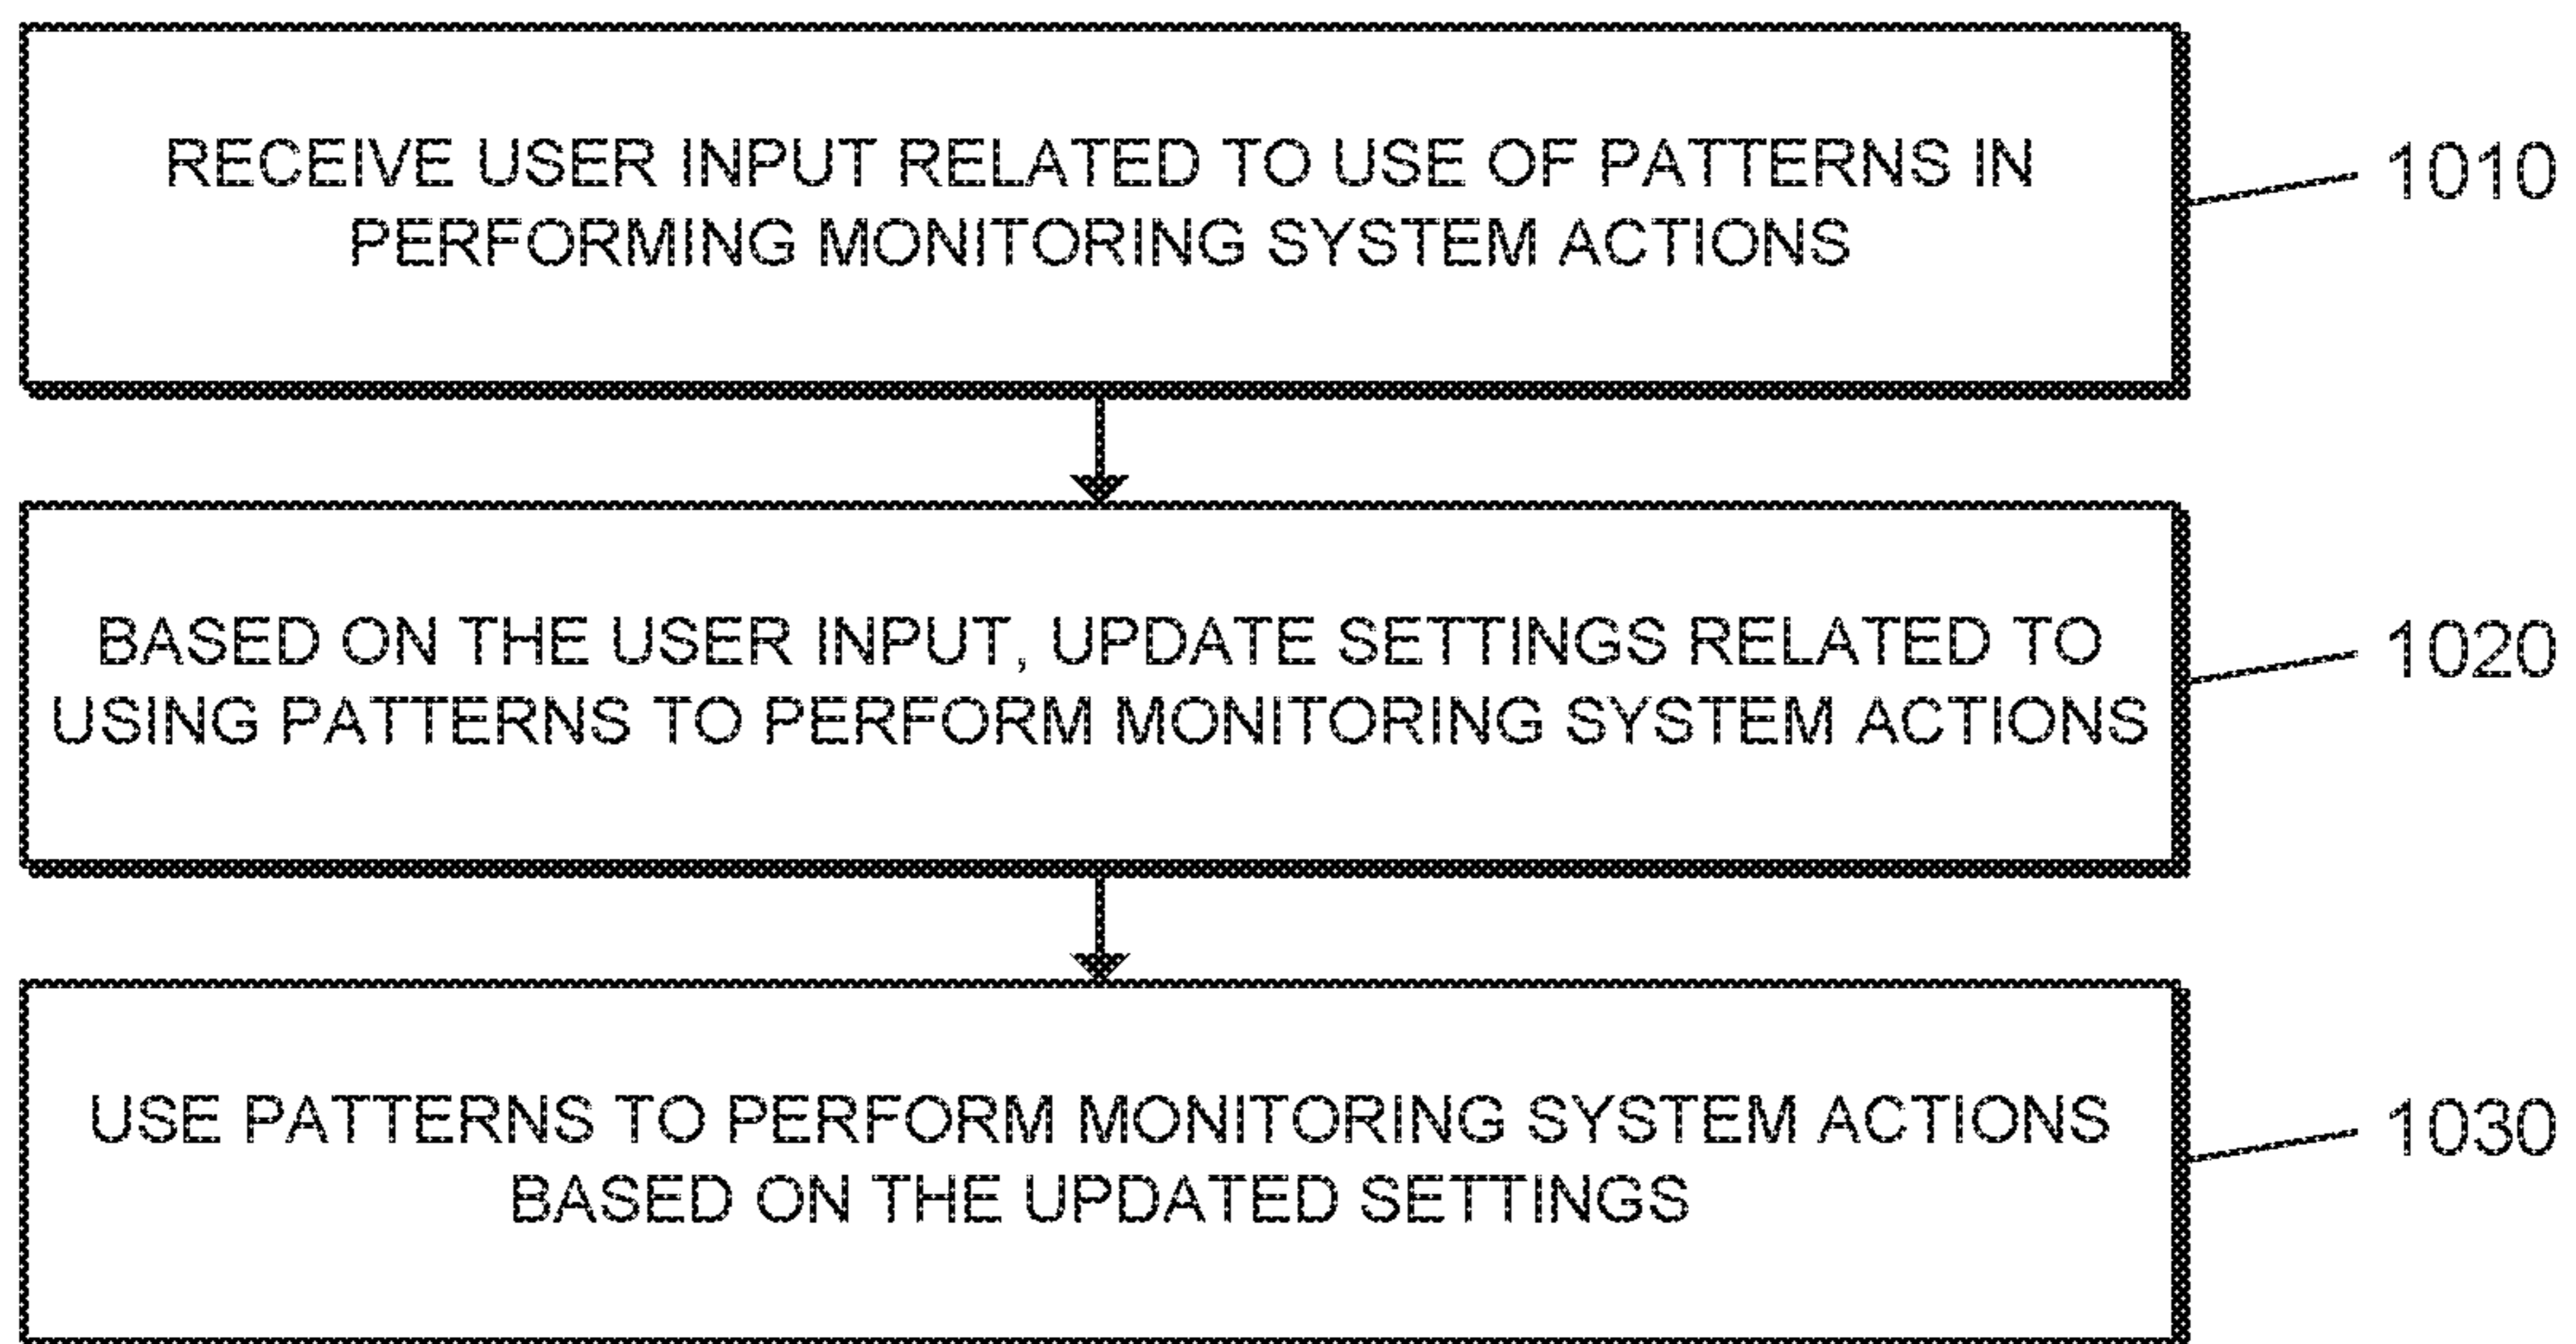 RECEIVE USER INPUT RELATED TO USE OF PATTERNS IN
PERFORMING MONITORING SYSTEM ACTIONS
1010
BASED ON THE USER INPUT, UPDATE SETTINGS RELATED TO
USING PATTERNS TO PERFORM MONITORING SYSTEM ACTIONS
1020
USE PATTERNS TO PERFORM MONITORING SYSTEM ACTIONS
BASED ON THE UPDATED SETTINGS
1030